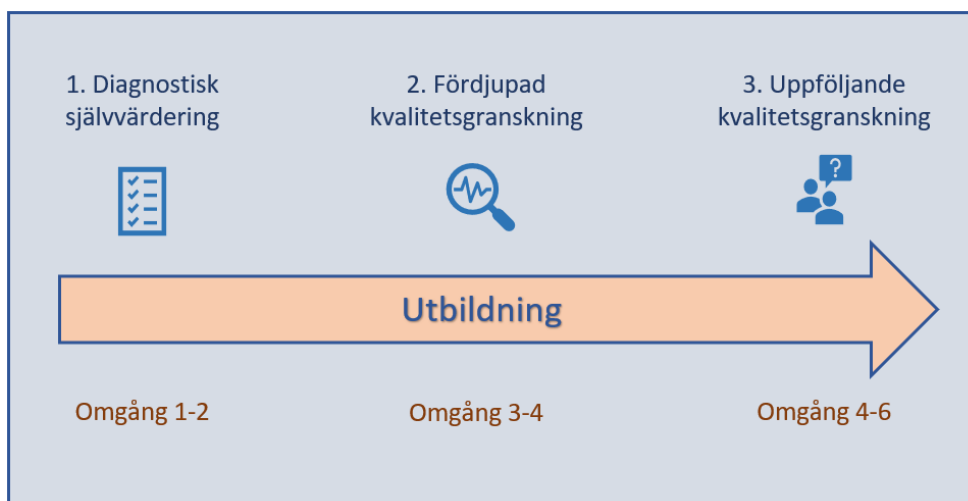 1. Diagnostisk
självvärdering
2. Fördjupad
kvalitetsgranskning
3. Uppföljande
kvalitetsgranskning
?
Utbildning
Omgång 1-2
Omgång 3-4
Omgång 4-6